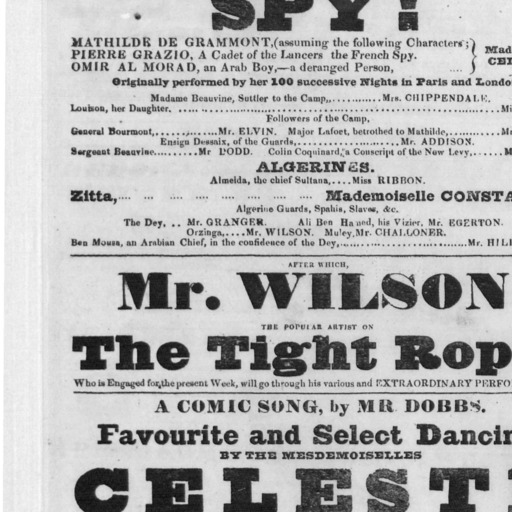 SPY!
MATHILDE DE GRAMMONT, (assuming the following Characters;
PIERRE GRAZIO, A Cadet of the Lancers the French Spy.
OMIR AL MORAD, an Arab Boy,—a deranged Person, ....
Mad
CE
Originally performed by her 100 successive Nights in Paris and Londo
Madame Beauvine, Suttler to the Camp,............Mrs. CHIPPENDALE.
Louison, her Daughter. ....................Mi
Followers of the Camp,
General Bourmont,............Mr. ELVIN. Major Lafoet, betrothed to Mathilde,...........M
Ensign Dessaix, of the Guards,....................Mr. ADDISON.
Sergeant Beauvine.........Mr L'ODD. Colin Coquinard, a Conscript of the New Levy,......M
ALGERINES.
Almeida, the chief Sultana,....Miss RIBBON.
Zitta,.... .... .... .... .... .... Mademoiselle CONSTA
Algerine Guards, Spahis, Slaves, &c.
The Dey, .. Mr. GRANGER. Ali Ben Hamed, his Vizier, Mr. EGERTON.
Orzinga,....Mr. WILSON. Muley, Mr. CHALLONER.
Ben Mousa, an Arabian Chief, in the confidence of the Dey,....................Mr. HILL
AFTER WHICH,
Mr. WILSON
THE POPULAR ARTIST ON
The Tight Rop
Who is Engaged for, the present Week, will go through his various and EXTRAORDINARY PERFO
A COMIC SONG, by MR. DOBBS.
Favourite and Select Dancin
BY THE MESDEMOISELLES
CELEST